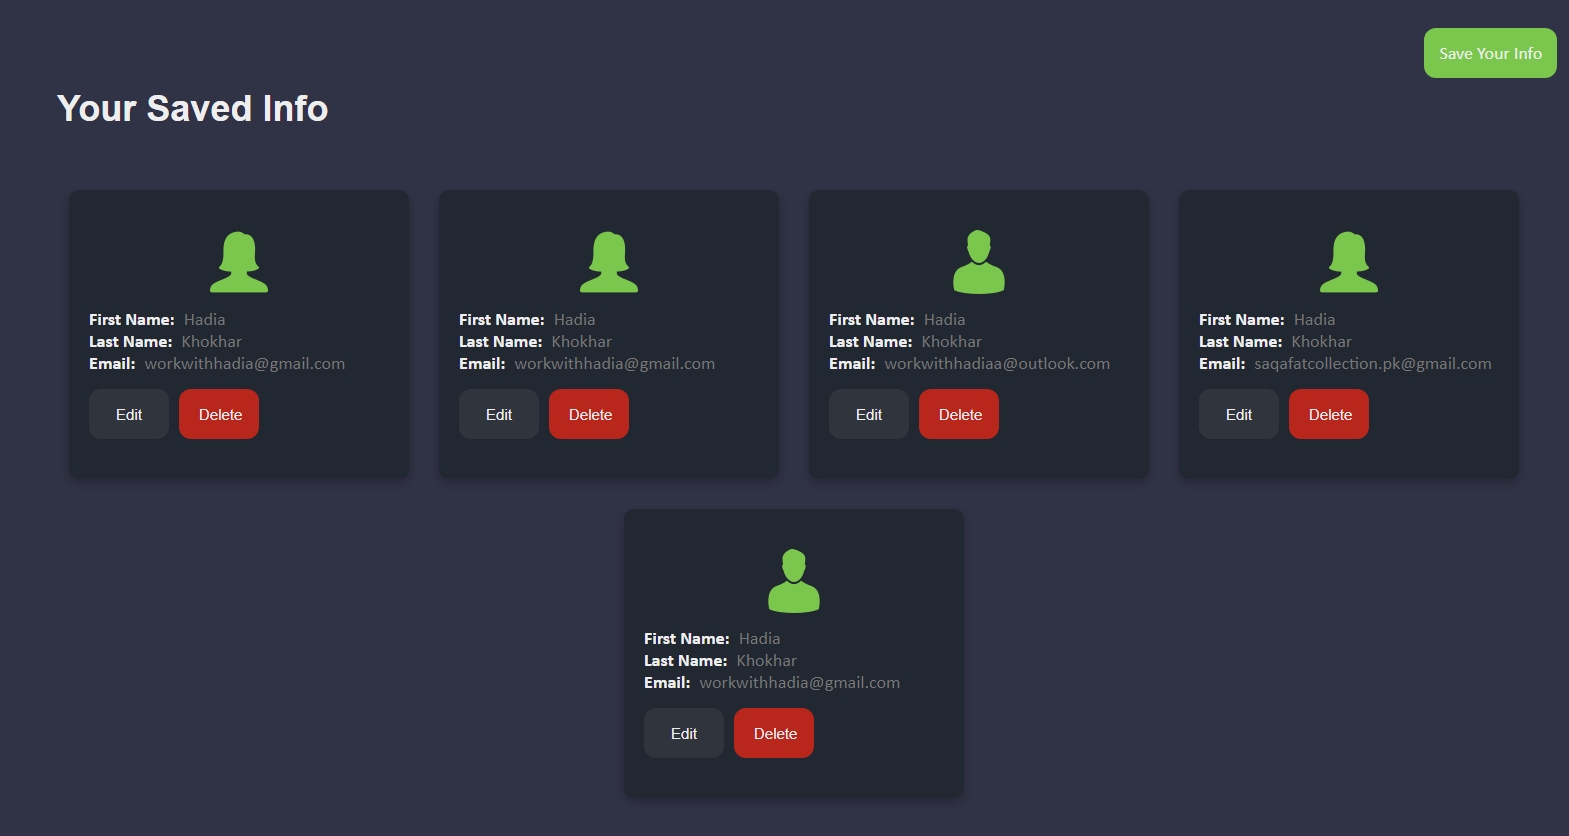 Save Your Info
Your Saved Info
First Name: Hadia
Last Name: Khokhar
Email: workwithhadia@gmail.com
Edit Delete
First Name: Hadia
Last Name: Khokhar
Email: workwithhadia@gmail.com
Edit Delete
First Name: Hadia
Last Name: Khokhar
Email: workwithhadiaa@outlook.com
Edit Delete
First Name: Hadia
Last Name: Khokhar
Email: saqafatcollection.pk@gmail.com
Edit Delete
First Name: Hadia
Last Name: Khokhar
Email: workwithhadia@gmail.com
Edit Delete